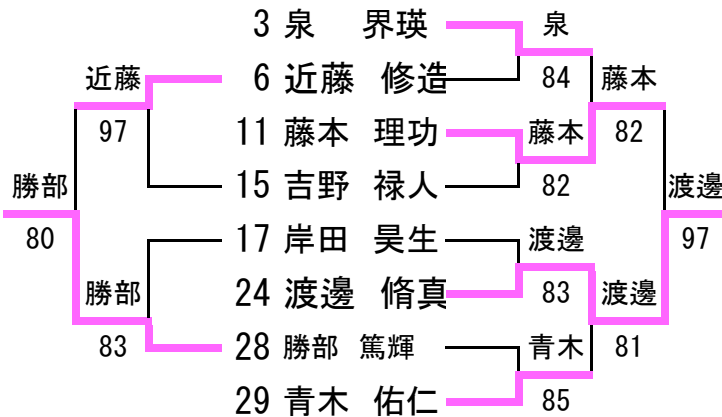 3 泉 界瑛 泉
近藤 6 近藤 修造 84 藤本
97 11 藤本 理功 藤本 82
勝部 15 吉野 禄人 82 渡邊
80 17 岸田 昊生 渡邊 97
勝部 24 渡邊 脩真 83 渡邊
83 28 勝部 篤輝 青木 81
29 青木 佑仁 85